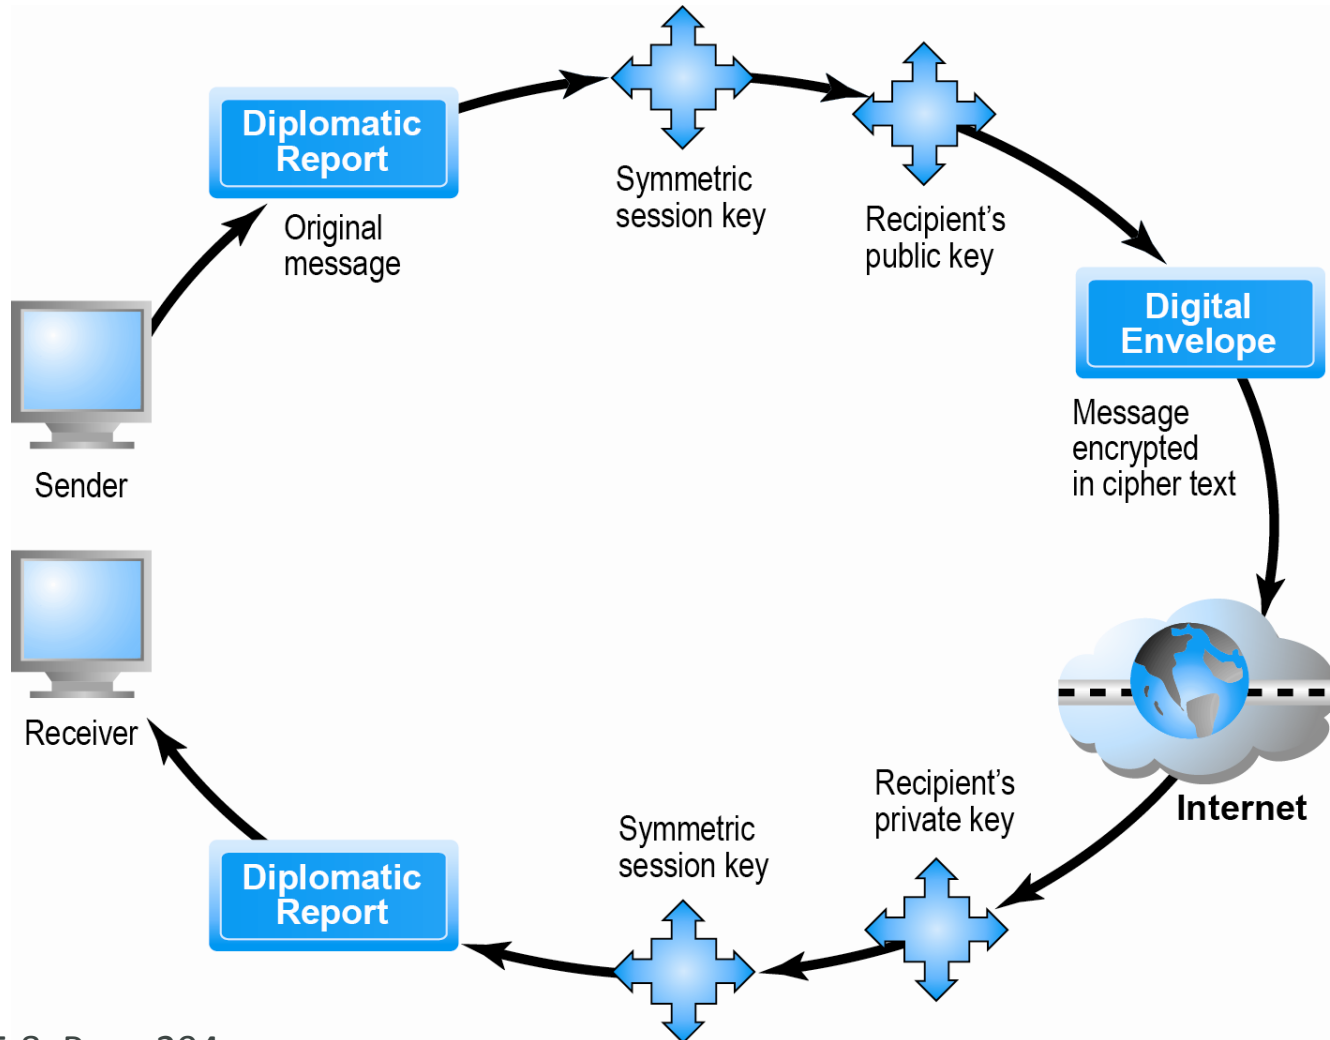 Diplomatic
Report
Original
message
Symmetric
session key
Recipient's
public key
Digital
Envelope
Message
encrypted
in cipher text
Sender
Receiver
Internet
Recipient's
private key
Symmetric
session key
Diplomatic
Report